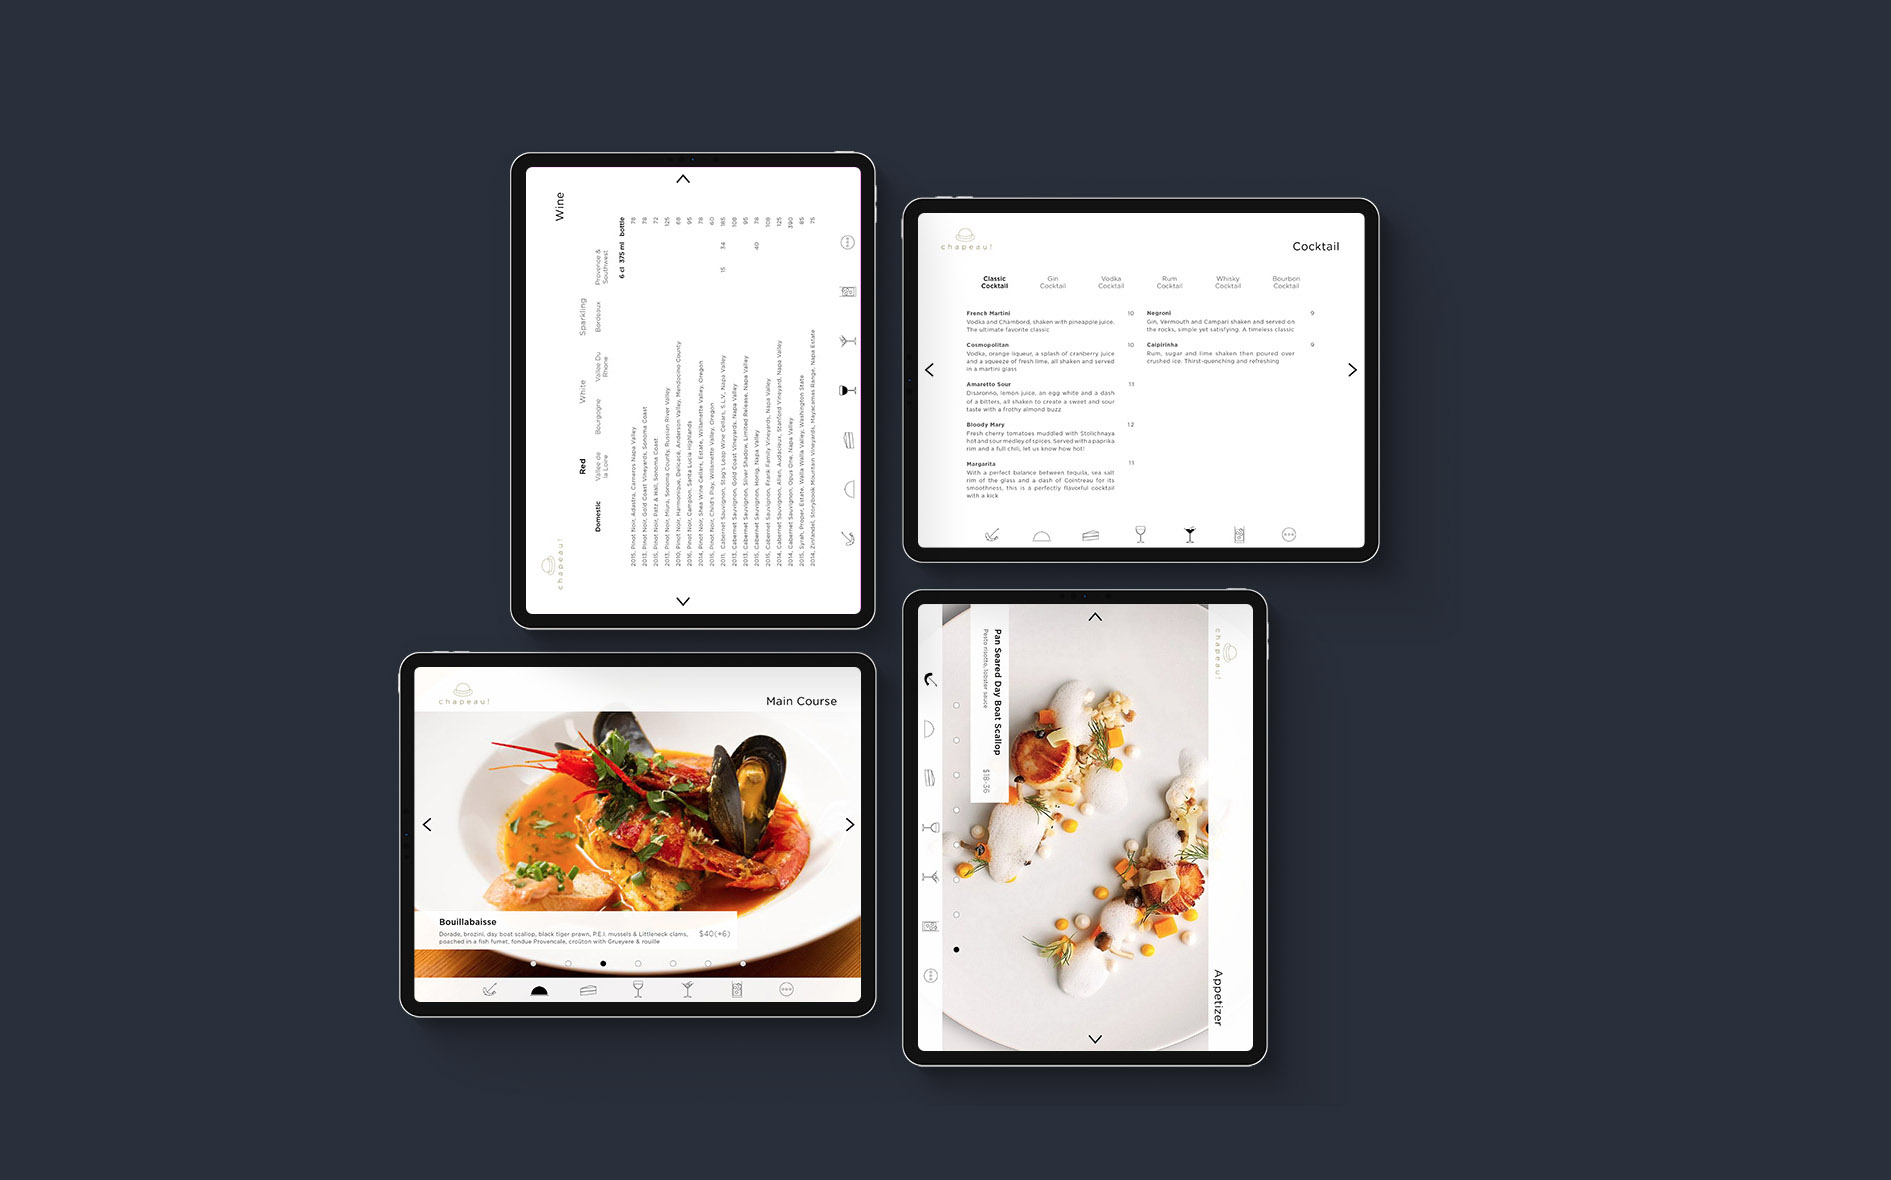 chapeau!
Wine
Red
White
Sparkling
Domestic
Vallee de
la Loire
Bourgogne
Vallee Du
Rhone
Bordeaux
Provence &
Southwest
6 cl 375 ml bottle
2015, Pinot Noir, Adastra, Carneros Napa Valley 78
2013, Pinot Noir, Gold Coast Vineyards, Sonoma Coast 78
2015, Pinot Noir, Patz & Hall, Sonoma Coast 72
2013, Pinot Noir, Miura, Sonoma County, Russian River Valley 125
2010, Pinot Noir, Harmonique, Delicacé, Anderson Valley, Mendocino County 68
2016, Pinot Noir, Campion, Santa Lucia Highlands 95
2014, Pinot Noir, Shea Wine Cellars, Estate, Willamette Valley, Oregon 78
2015, Pinot Noir, Child's Play, Willamette Valley, Oregon 60
2011, Cabernet Sauvignon, Stag's Leap Wine Cellars, S.L.V., Napa Valley 15 34 185
2013, Cabernet Sauvignon, Gold Coast Vineyards, Napa Valley 108
2013, Cabernet Sauvignon, Silver Shadow, Limited Release, Napa Valley 95
2015, Cabernet Sauvignon, Honig, Napa Valley 40 78
2015, Cabernet Sauvignon, Frank Family Vineyards, Napa Valley 108
2014, Cabernet Sauvignon, Allen, Audacious, Stanford Vineyard, Napa Valley 125
2014, Cabernet Sauvignon, Opus One, Napa Valley 390
2015, Syrah, Proper, Estate, Walla Walla Valley, Washington State 85
2014, Zinfandel, Storybook Mountain Vineyards, Mayacamas Range, Napa Estate 75
chapeau!
Cocktail
Classic
Cocktail
Gin
Cocktail
Vodka
Cocktail
Rum
Cocktail
Whisky
Cocktail
Bourbon
Cocktail
French Martini 10
Vodka and Chambord, shaken with pineapple juice.
The ultimate favorite classic
Cosmopolitan 10
Vodka, orange liqueur, a splash of cranberry juice
and a squeeze of fresh lime, all shaken and served
in a martini glass
Amaretto Sour 11
Disaronno, lemon juice, an egg white and a dash
of a bitters, all shaken to create a sweet and sour
taste with a frothy almond buzz
Bloody Mary 12
Fresh cherry tomatoes muddled with Stolichnaya
hot and sour medley of spices. Served with a paprika
rim and a full chili, let us know how hot!
Margarita 11
With a perfect balance between tequila, sea salt
rim of the glass and a dash of Cointreau for its
smoothness, this is a perfectly flavorful cocktail
with a kick
Negroni 9
Gin, Vermouth and Campari shaken and served on
the rocks, simple yet satisfying. A timeless classic
Caipirinha 9
Rum, sugar and lime shaken then poured over
crushed ice. Thirst-quenching and refreshing
chapeau!
Main Course
Bouillabaisse
Dorade, brozini, day boat scallop, black tiger prawn, P.E.I. mussels & Littleneck clams,
poached in a fish fumet, fondue Provencale, croûton with Grueyere & rouille
$40(+6)
chapeau!
Appetizer
Pan Seared Day Boat Scallop
Pesto risotto, lobster sauce
$18-36